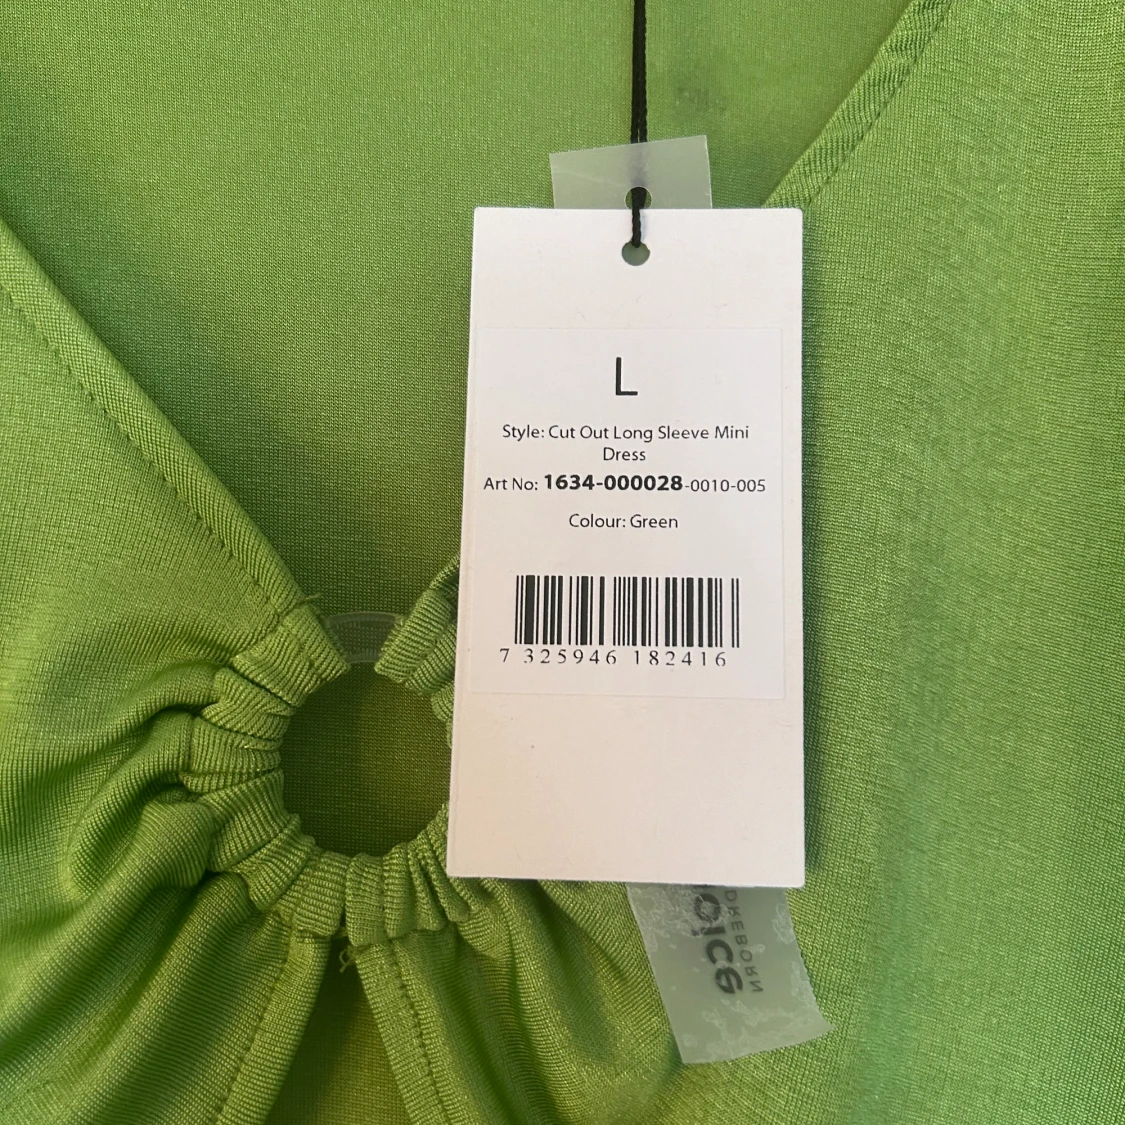 L
Style: Cut Out Long Sleeve Mini
Dress
Art No: 1634-000028-0010-005
Colour: Green
7 325946 182416